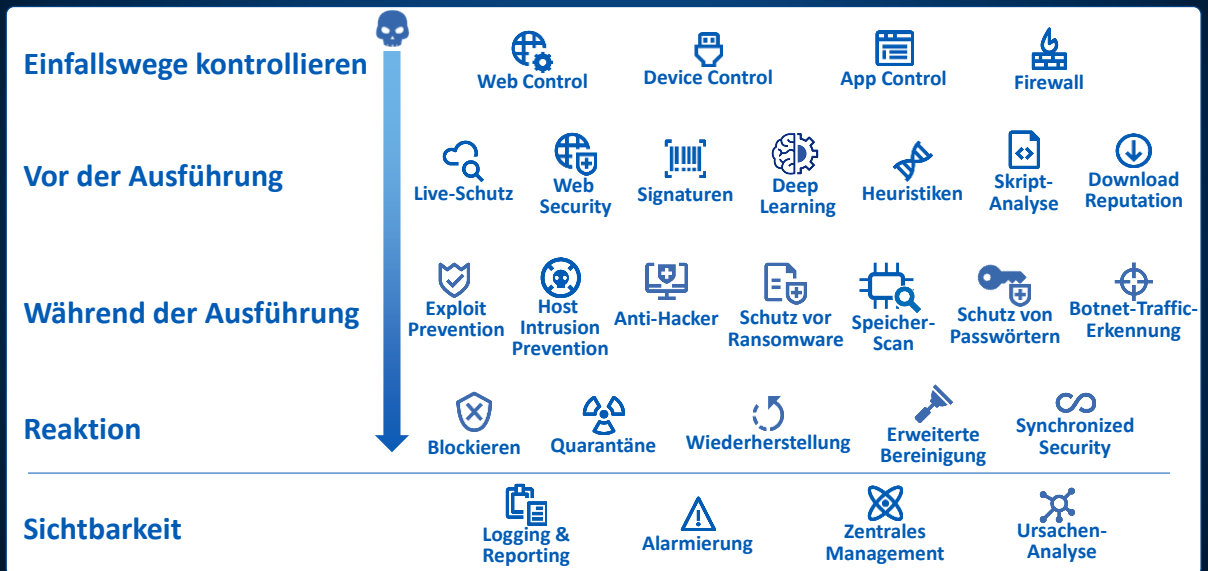 Einfallswege kontrollieren
Web Control
Device Control
App Control
Firewall
Vor der Ausführung
Live-Schutz
Web
Security
Signaturen
Deep
Learning
Heuristiken
Skript-
Analyse
Download
Reputation
Während der Ausführung
Exploit
Prevention
Host
Intrusion
Prevention
Anti-Hacker
Schutz vor
Ransomware
Speicher-
Scan
Schutz von
Passwörtern
Botnet-Traffic-
Erkennung
Reaktion
Blockieren
Quarantäne
Wiederherstellung
Erweiterte
Bereinigung
Synchronized
Security
Sichtbarkeit
Logging &
Reporting
Alarmierung
Zentrales
Management
Ursachen-
Analyse